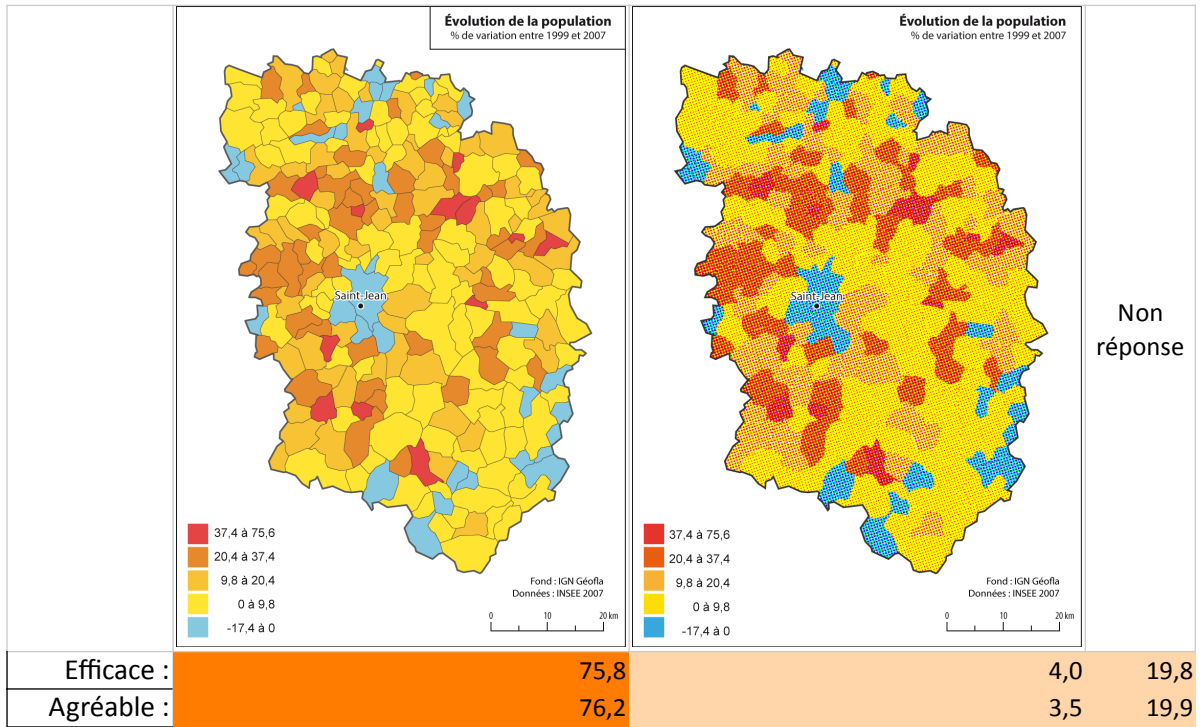 Évolution de la population
% de variation entre 1999 et 2007
Saint-Jean
37,4 à 75,6
20,4 à 37,4
9,8 à 20,4
0 à 9,8
-17,4 à 0
Fond : IGN Géofla
Données : INSEE 2007
0 10 20 km
Évolution de la population
% de variation entre 1999 et 2007
Saint-Jean
37,4 à 75,6
20,4 à 37,4
9,8 à 20,4
0 à 9,8
-17,4 à 0
Fond : IGN Géofla
Données : INSEE 2007
0 10 20 km
Non
réponse
Efficace : 75,8 4,0 19,8
Agréable : 76,2 3,5 19,9